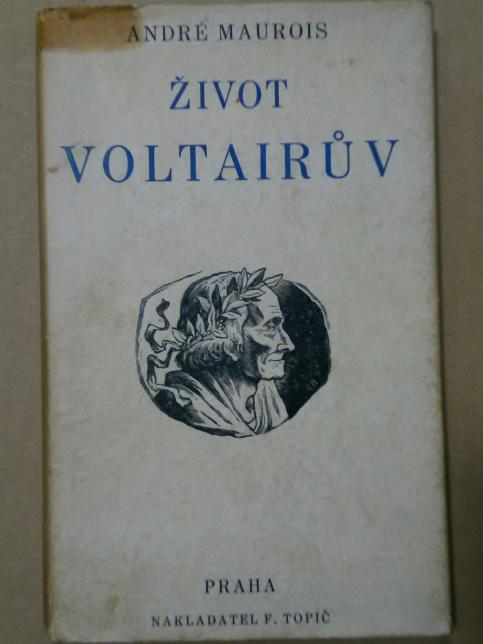 ANDRÉ MAUROIS
ŽIVOT
VOLTAIRŮV
PRAHA
NAKLADATEL F. TOPIČ